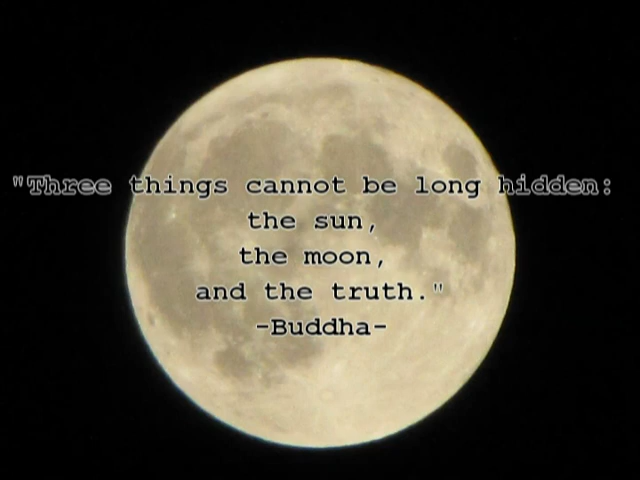 "Three things cannot be long hidden:
the sun,
the moon,
and the truth."
-Buddha-